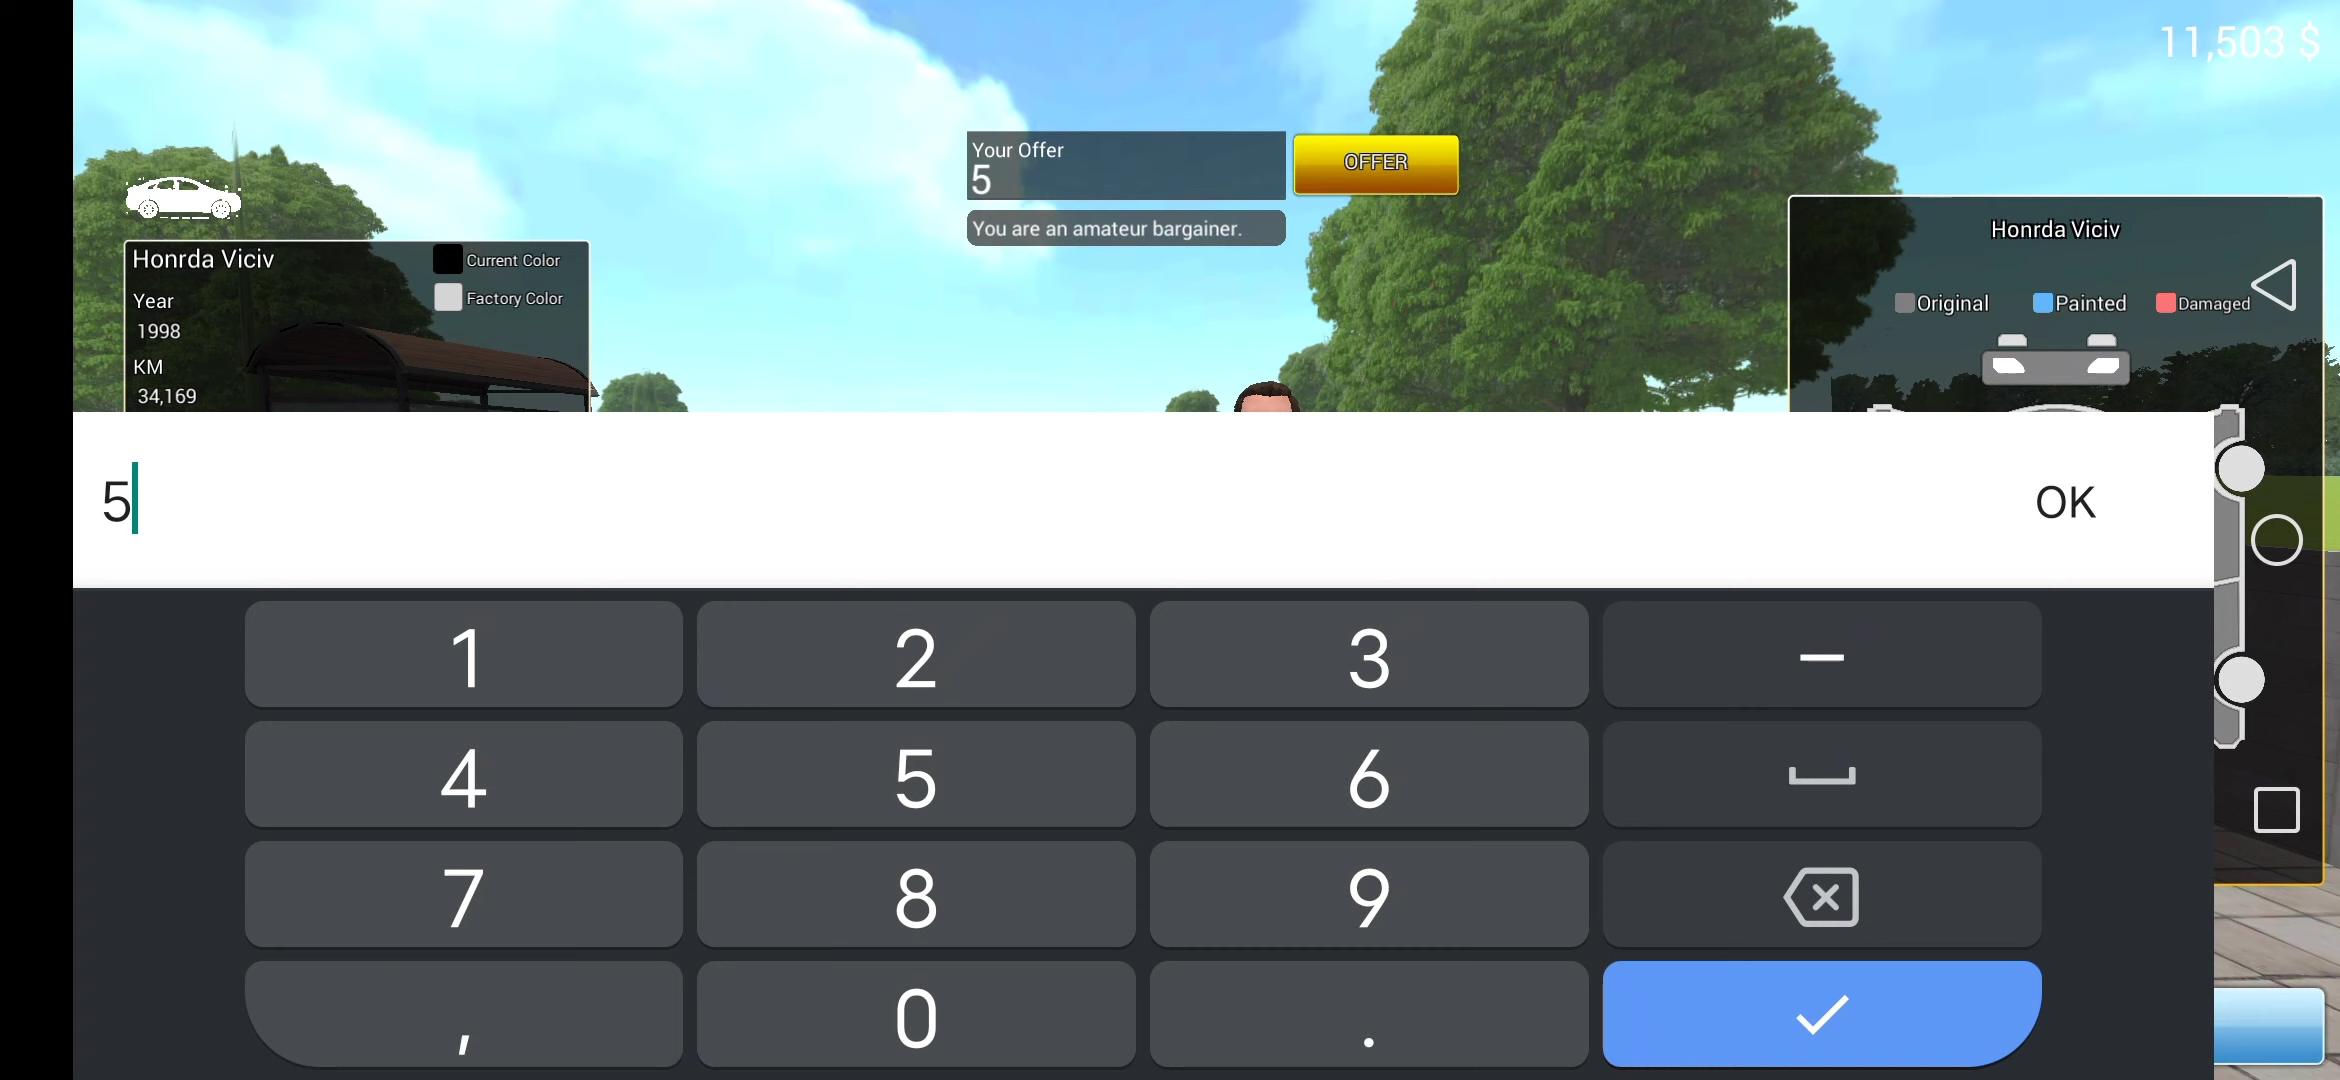 11,503 $
Your Offer
5
OFFER
You are an amateur bargainer.
Honrda Viciv
Current Color
Factory Color
Year
1998
KM
34,169
Honrda Viciv
Original
Painted
Damaged
5
OK
1
2
3
–
4
5
6
7
8
9
,
0
.